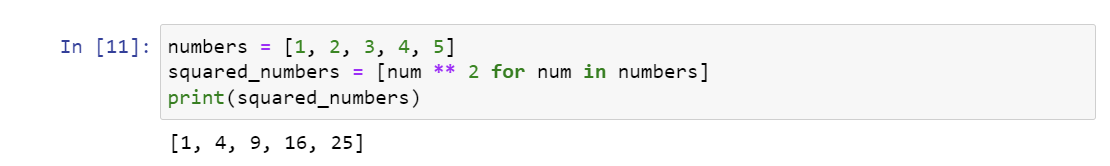 In [11]: numbers = [1, 2, 3, 4, 5]
squared_numbers = [num ** 2 for num in numbers]
print(squared_numbers)
[1, 4, 9, 16, 25]